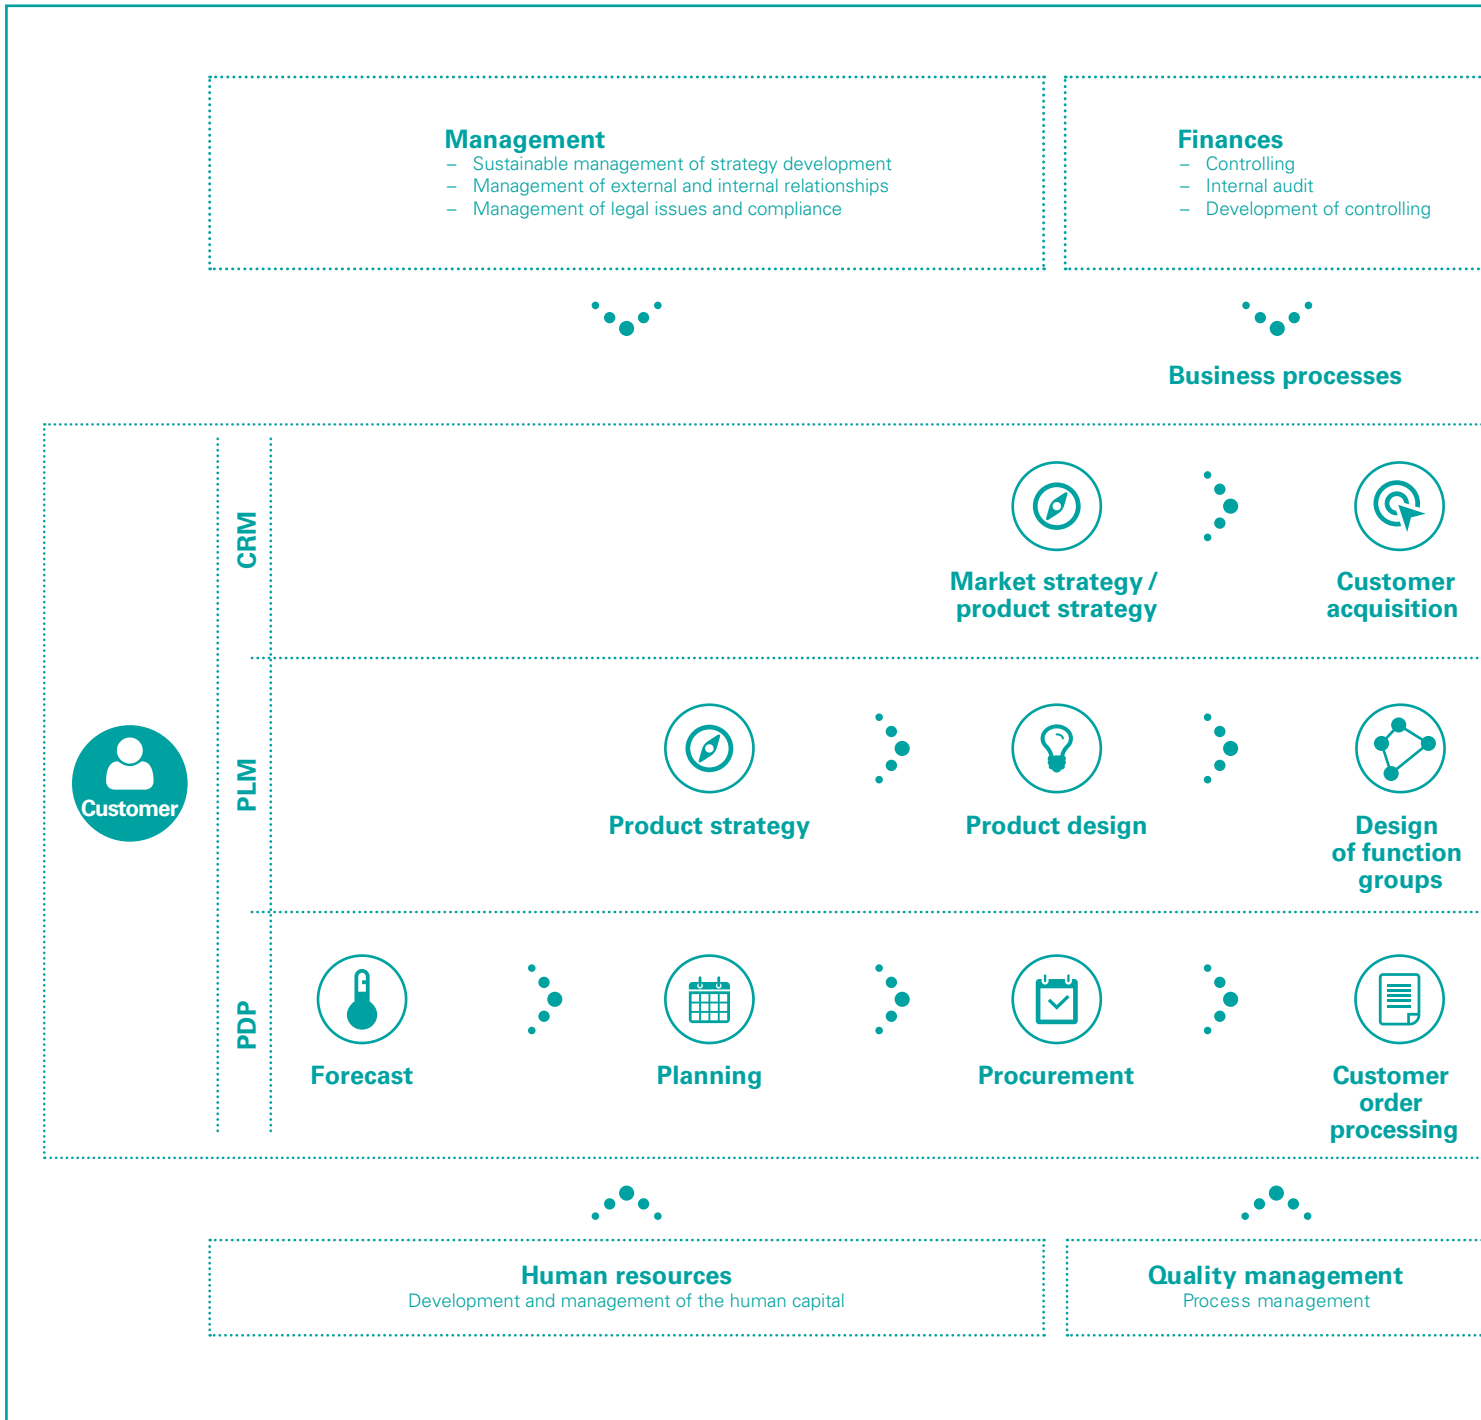 Management
– Sustainable management of strategy development
– Management of external and internal relationships
– Management of legal issues and compliance
Finances
– Controlling
– Internal audit
– Development of controlling
Business processes
CRM
Market strategy /
product strategy
Customer
acquisition
Customer
PLM
Product strategy
Product design
Design
of function
groups
PDP
Forecast
Planning
Procurement
Customer
order
processing
Human resources
Development and management of the human capital
Quality management
Process management